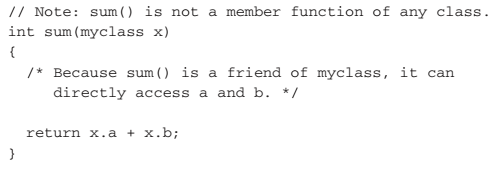 // Note: sum() is not a member function of any class.
int sum(myclass x)
{
  /* Because sum() is a friend of myclass, it can
     directly access a and b. */
  return x.a + x.b;
}